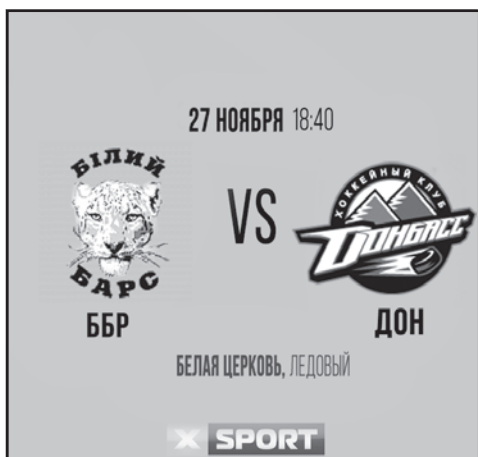 27 НОЯБРЯ 18:40
БІЛИЙ
БАРС
VS
ХОККЕЙНЫЙ КЛУБ
ДОНБАСС
ББР
ДОН
БЕЛАЯ ЦЕРКОВЬ, ЛЕДОВЫЙ
X SPORT